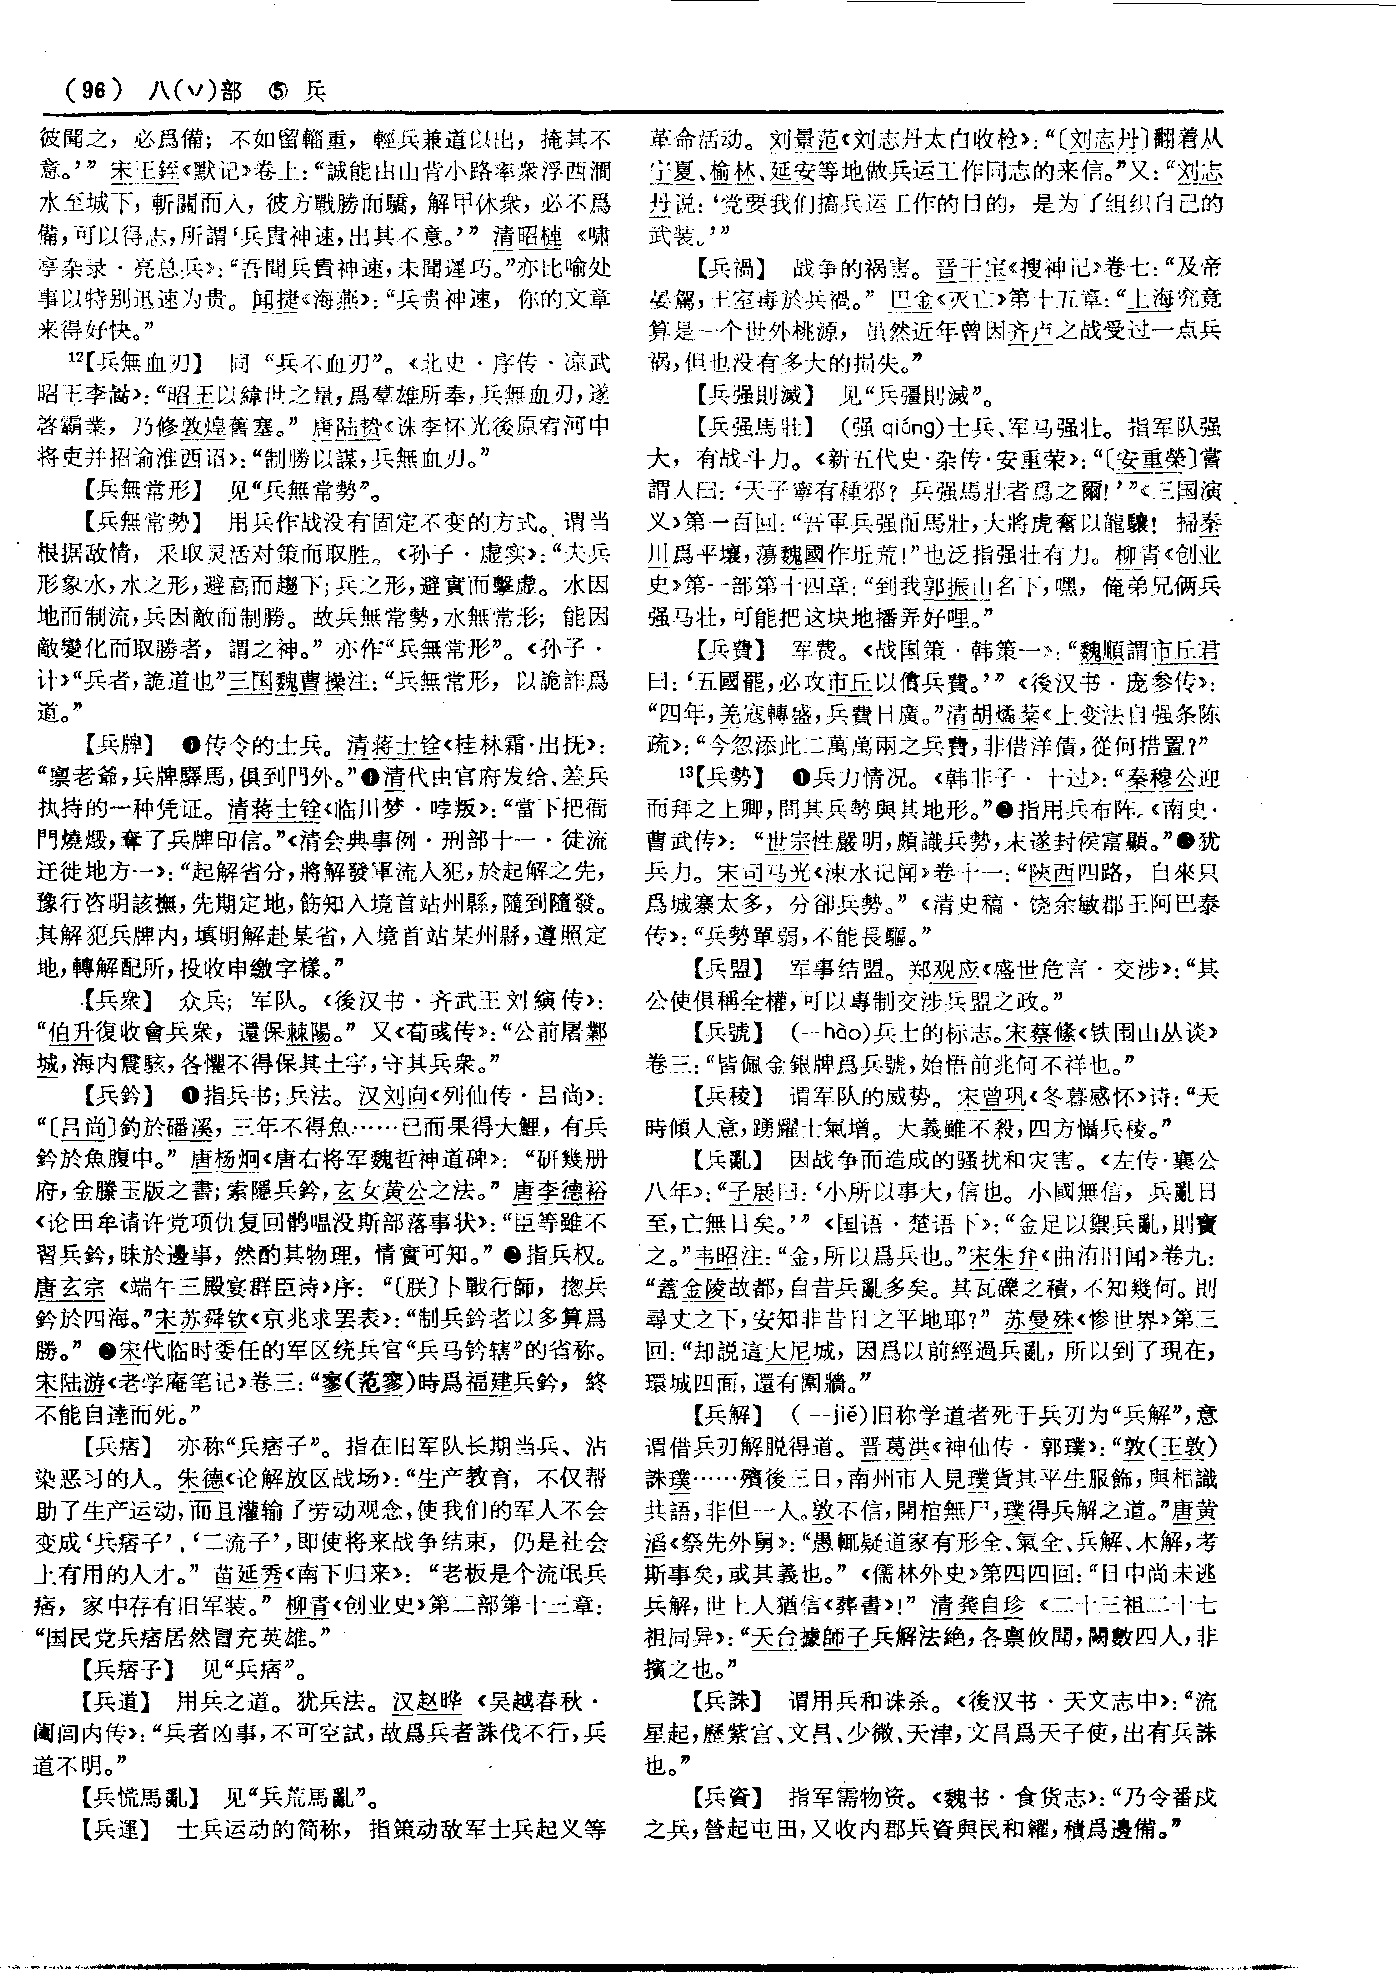 (96) 八(丷)部 ⑤ 兵
彼聞之，必爲備；不如留輜重，輕兵兼道以出，掩其不
意。’”宋王銍《默记》卷上：“誠能由山背小路率衆浮西澗
水至城下，斬關而入，彼方戰勝而驕，解甲休衆，必不爲
備，可以得志，所謂‘兵貴神速，出其不意。’”清昭槤《啸
亭杂录·亮总兵》：“吾聞兵貴神速，未聞遲巧。”亦比喻处
事以特别迅速为贵。闻捷《海燕》：“兵贵神速，你的文章
来得好快。”
12【兵無血刃】 同“兵不血刃”。《北史·序传·凉武
昭王李暠》：“昭王以緯世之量，爲羣雄所奉，兵無血刃，遂
啓霸業，乃修敦煌舊塞。”唐陆贽《诛李怀光後原宥河中
将吏并招谕淮西诏》：“制勝以謀，兵無血刃。”
【兵無常形】 见“兵無常勢”。
【兵無常勢】 用兵作战没有固定不变的方式。谓当
根据敌情，采取灵活对策而取胜。《孙子·虚实》：“夫兵
形象水，水之形，避高而趨下；兵之形，避實而擊虚。水因
地而制流，兵因敵而制勝。故兵無常勢，水無常形；能因
敵變化而取勝者，謂之神。”亦作“兵無常形”。《孙子·
计》“兵者，詭道也”三国魏曹操注：“兵無常形，以詭詐爲
道。”
【兵牌】 ❶传令的士兵。清蒋士铨《桂林霜·出抚》：
“禀老爺，兵牌驛馬，俱到門外。”❷清代由官府发给、差兵
执持的一种凭证。清蒋士铨《临川梦·哱叛》：“當下把衙
門燒燬，奪了兵牌印信。”《清会典事例·刑部十一·徒流
迁徙地方一》：“起解省分，將解發軍流人犯，於起解之先，
豫行咨明該撫，先期定地，飭知入境首站州縣，隨到隨發。
其解犯兵牌内，填明解赴某省，入境首站某州縣，遵照定
地，轉解配所，投收申繳字樣。”
【兵衆】 众兵；军队。《後汉书·齐武王刘縯传》：
“伯升復收會兵衆，還保棘陽。”又《荀彧传》：“公前屠鄴
城，海内震駭，各懼不得保其土宇，守其兵衆。”
【兵鈐】 ❶指兵书；兵法。汉刘向《列仙传·吕尚》：
“〔吕尚〕釣於磻溪，三年不得魚……已而果得大鯉，有兵
鈐於魚腹中。”唐杨炯《唐右将军魏哲神道碑》：“研幾册
府，金縢玉版之書；索隱兵鈐，玄女黄公之法。”唐李德裕
《论田牟请许党项仇复回鹘嗢没斯部落事状》：“臣等雖不
習兵鈐，昧於邊事，然酌其物理，情實可知。”❷指兵权。
唐玄宗《端午三殿宴群臣诗》序：“〔朕〕卜戰行師，摠兵
鈐於四海。”宋苏舜钦《京兆求罢表》：“制兵鈐者以多算爲
勝。”❸宋代临时委任的军区统兵官“兵马钤辖”的省称。
宋陆游《老学庵笔记》卷三：“寥(范寥)時爲福建兵鈐，終
不能自達而死。”
【兵痞】 亦称“兵痞子”。指在旧军队长期当兵、沾
染恶习的人。朱德《论解放区战场》：“生产教育，不仅帮
助了生产运动，而且灌输了劳动观念，使我们的军人不会
变成‘兵痞子’、‘二流子’，即使将来战争结束，仍是社会
上有用的人才。”苗延秀《南下归来》：“老板是个流氓兵
痞，家中存有旧军装。”柳青《创业史》第二部第十三章：
“国民党兵痞居然冒充英雄。”
【兵痞子】 见“兵痞”。
【兵道】 用兵之道。犹兵法。汉赵晔《吴越春秋·
阖闾内传》：“兵者凶事，不可空試，故爲兵者誅伐不行，兵
道不明。”
【兵慌馬亂】 见“兵荒馬亂”。
【兵運】 士兵运动的简称，指策动敌军士兵起义等
革命活动。刘景范《刘志丹太白收枪》：“〔刘志丹〕翻着从
宁夏、榆林、延安等地做兵运工作同志的来信。”又：“刘志
丹说：‘党要我们搞兵运工作的目的，是为了组织自己的
武装。’”
【兵禍】 战争的祸害。晋干宝《搜神记》卷七：“及帝
晏駕，王室毒於兵禍。”巴金《灭亡》第十五章：“上海究竟
算是一个世外桃源，虽然近年曾因齐卢之战受过一点兵
祸，但也没有多大的损失。”
【兵强則滅】 见“兵彊則滅”。
【兵强馬壯】 (强 qiáng)士兵、军马强壮。指军队强
大，有战斗力。《新五代史·杂传·安重荣》：“〔安重榮〕嘗
謂人曰：‘天子寧有種邪？兵强馬壯者爲之爾！’”《三国演
义》第一百回：“吾軍兵强而馬壯，大將虎奮以龍驤！掃秦
川爲平壤，蕩魏國作坵荒！”也泛指强壮有力。柳青《创业
史》第一部第十四章：“到我郭振山名下，嘿，俺弟兄俩兵
强马壮，可能把这块地播弄好哩。”
【兵費】 军费。《战国策·韩策一》：“魏順謂市丘君
曰：‘五國罷，必攻市丘以償兵費。’”《後汉书·庞参传》：
“四年，羌寇轉盛，兵費日廣。”清胡燏棻《上变法自强条陈
疏》：“今忽添此二萬萬兩之兵費，非借洋債，從何措置？”
13【兵勢】 ❶兵力情况。《韩非子·十过》：“秦穆公迎
而拜之上卿，問其兵勢與其地形。”❷指用兵布阵。《南史·
曹武传》：“世宗性嚴明，頗識兵勢，未遂封侯富顯。”❸犹
兵力。宋司马光《涑水记闻》卷十一：“陝西四路，自來只
爲城寨太多，分卻兵勢。”《清史稿·饶余敏郡王阿巴泰
传》：“兵勢單弱，不能長驅。”
【兵盟】 军事结盟。郑观应《盛世危言·交涉》：“其
公使俱稱全權，可以專制交涉兵盟之政。”
【兵號】 (—hào)兵士的标志。宋蔡絛《铁围山丛谈》
卷三：“皆佩金銀牌爲兵號，始悟前兆何不祥也。”
【兵稜】 谓军队的威势。宋曾巩《冬暮感怀》诗：“天
時傾人意，踴躍士氣增。大義雖不殺，四方懾兵稜。”
【兵亂】 因战争而造成的骚扰和灾害。《左传·襄公
八年》：“子展曰：‘小所以事大，信也。小國無信，兵亂日
至，亡無日矣。’”《国语·楚语下》：“金足以禦兵亂，則寶
之。”韦昭注：“金，所以爲兵也。”宋朱弁《曲洧旧闻》卷九：
“蓋金陵故都，自昔兵亂多矣。其瓦礫之積，不知幾何。則
尋丈之下，安知非昔日之平地耶？”苏曼殊《惨世界》第三
回：“却説這大尼城，因爲以前經過兵亂，所以到了現在，
環城四面，還有圍牆。”
【兵解】 (—jiě)旧称学道者死于兵刃为“兵解”，意
谓借兵刃解脱得道。晋葛洪《神仙传·郭璞》：“敦(王敦)
誅璞……殯後三日，南州市人見璞貨其平生服飾，與相識
共語，非但一人。敦不信，開棺無尸，璞得兵解之道。”唐黄
滔《祭先外舅》：“愚輒疑道家有形全、氣全、兵解、木解，考
斯事矣，或其義也。”《儒林外史》第四四回：“日中尚未逃
兵解，世上人猶信《葬書》！”清龚自珍《二十三祖二十七
祖同异》：“天台據師子兵解法絶，各禀攸聞，闕數四人，非
擯之也。”
【兵誅】 谓用兵和诛杀。《後汉书·天文志中》：“流
星起，歷紫宫、文昌、少微、天津，文昌爲天子使，出有兵誅
也。”
【兵資】 指军需物资。《魏书·食货志》：“乃令番戍
之兵，營起屯田，又收内郡兵資與民和糴，積爲邊備。”